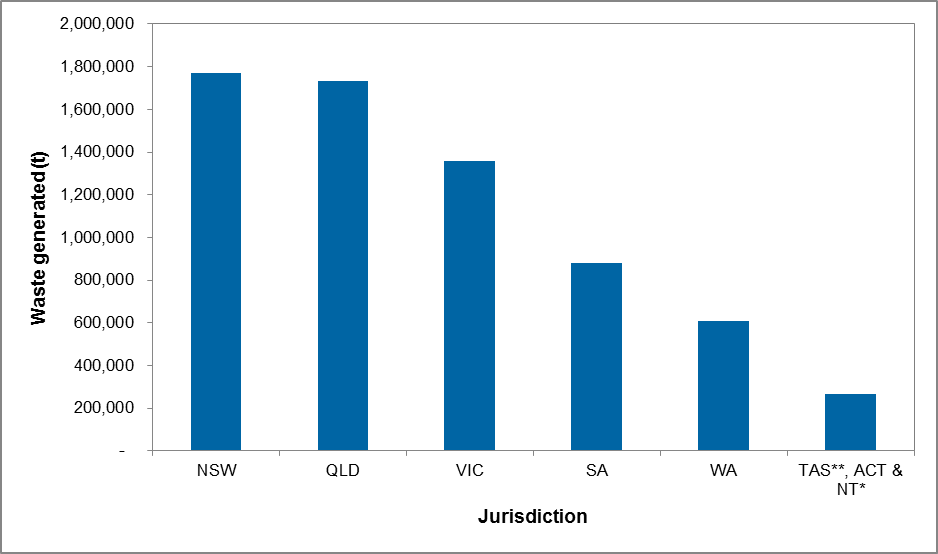 2,000,000
1,800,000
1,600,000
1,400,000
1,200,000
1,000,000
800,000
600,000
400,000
200,000
-
Waste generated (t)
NSW
QLD
VIC
SA
WA
TAS**, ACT &
NT*
Jurisdiction